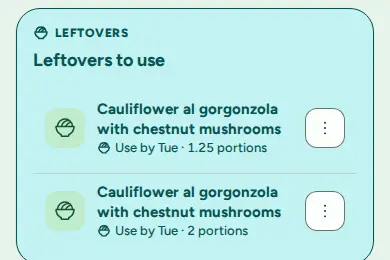 LEFTOVERS
Leftovers to use
Cauliflower al gorgonzola
with chestnut mushrooms
Use by Tue · 1.25 portions
Cauliflower al gorgonzola
with chestnut mushrooms
Use by Tue · 2 portions